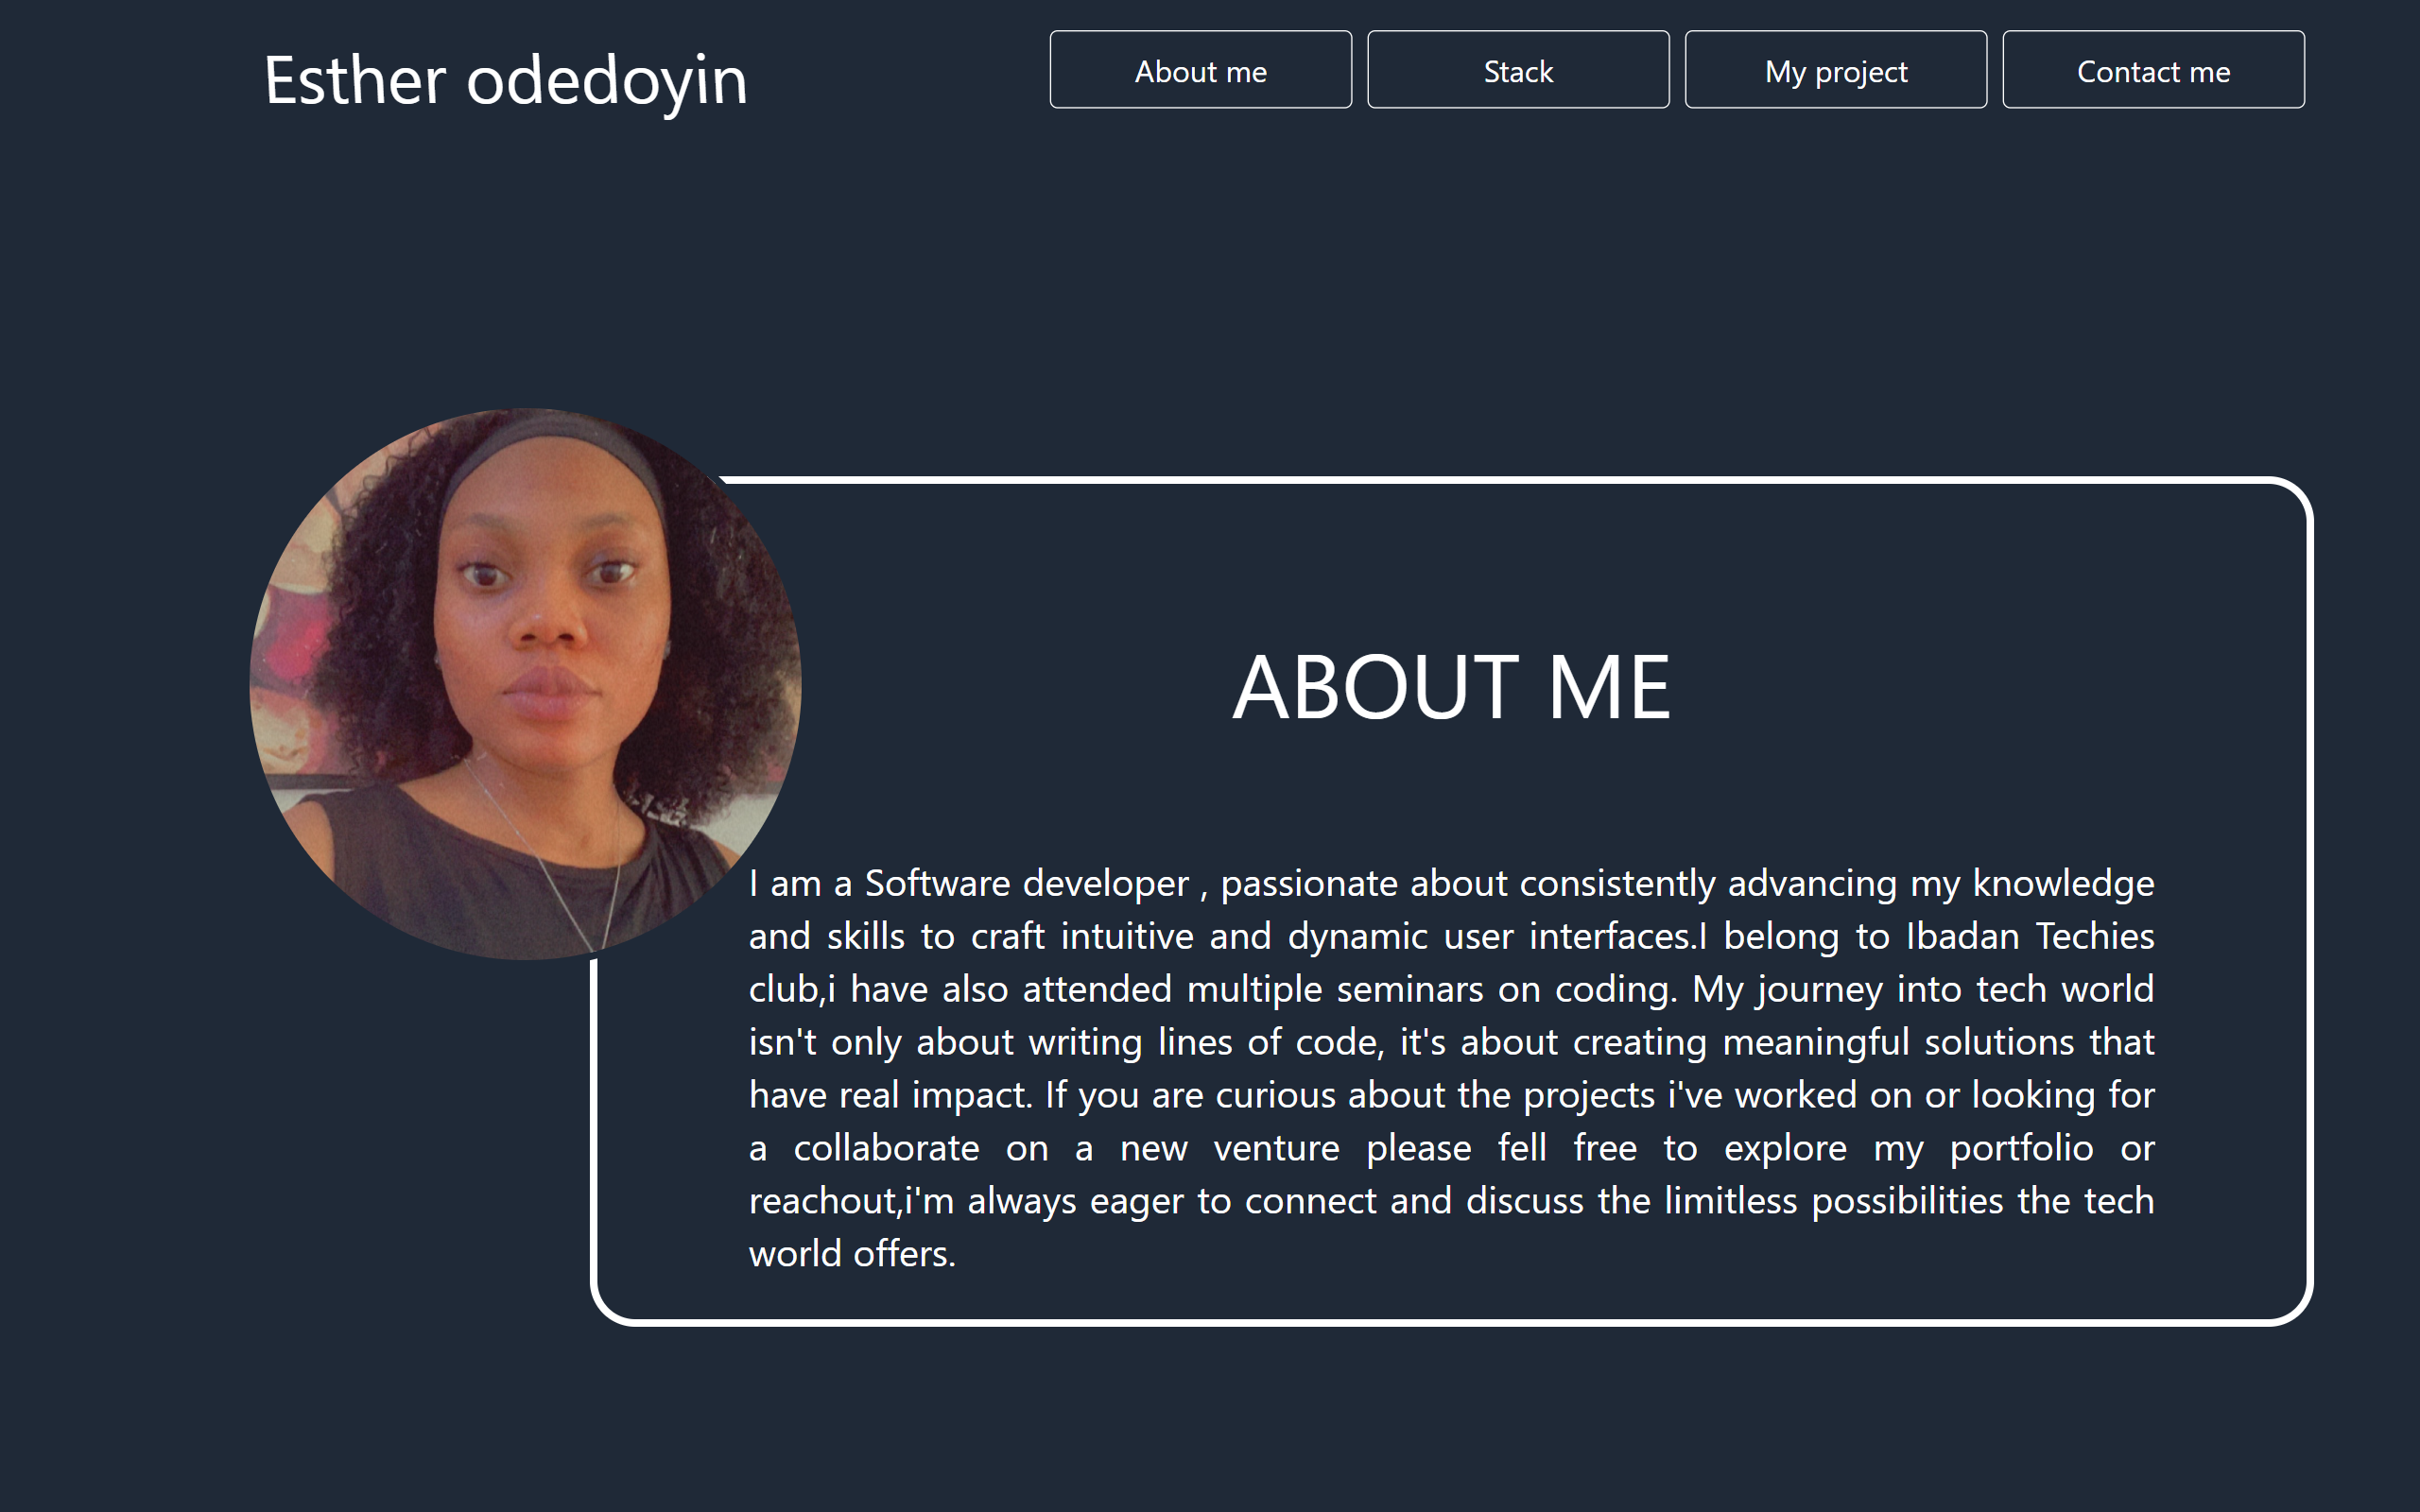 Esther odedoyin
About me
Stack
My project
Contact me
ABOUT ME
I am a Software developer , passionate about consistently advancing my knowledge
and skills to craft intuitive and dynamic user interfaces.I belong to Ibadan Techies
club,i have also attended multiple seminars on coding. My journey into tech world
isn't only about writing lines of code, it's about creating meaningful solutions that
have real impact. If you are curious about the projects i've worked on or looking for
a collaborate on a new venture please fell free to explore my portfolio or
reachout,i'm always eager to connect and discuss the limitless possibilities the tech
world offers.